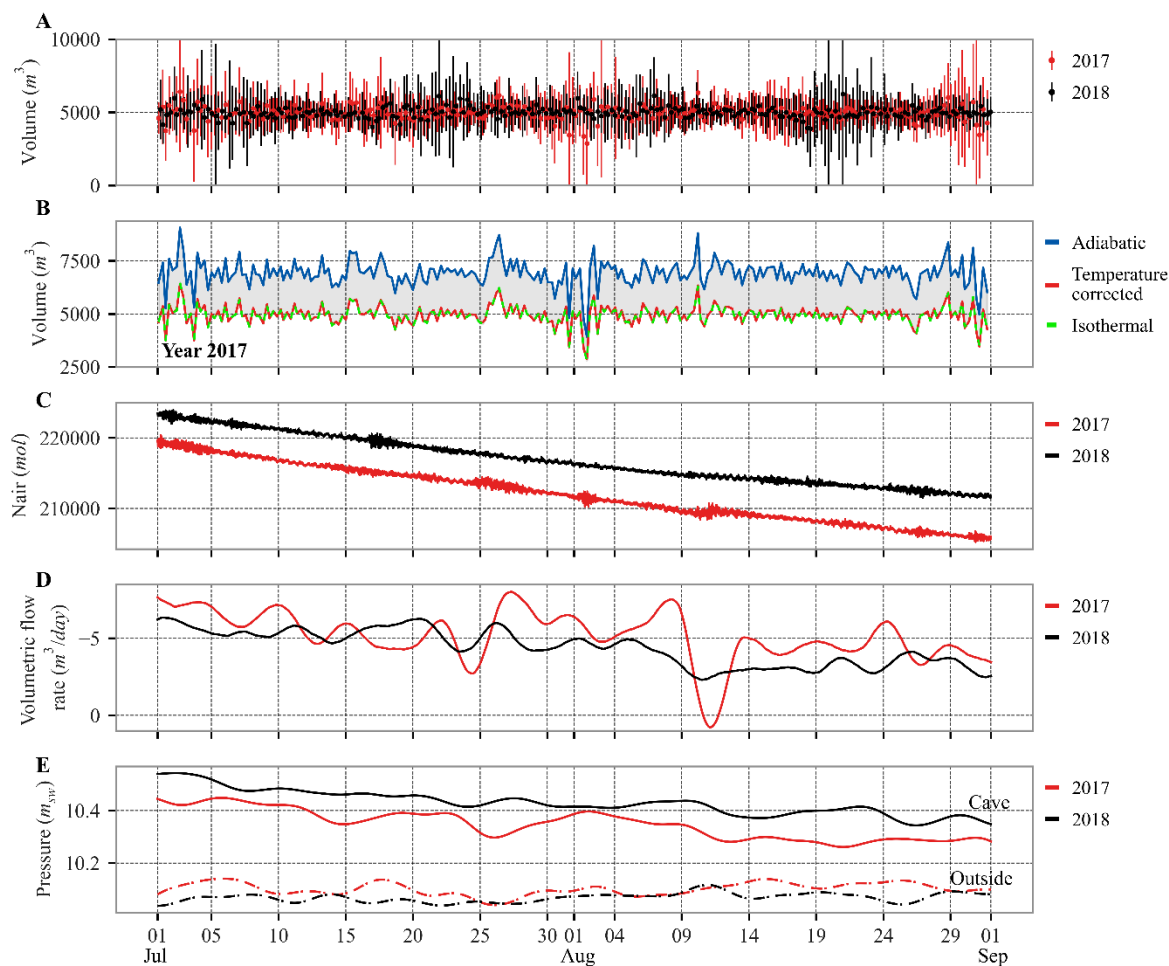 A
10000
5000
0
Volume (m³)
2017
2018
B
7500
5000
2500
Volume (m³)
Year 2017
Adiabatic
Temperature
corrected
Isothermal
C
220000
210000
Nair (mol)
2017
2018
D
−5
0
Volumetric flow
rate (m³/day)
2017
2018
E
10.4
10.2
Pressure (m_sw)
Cave
Outside
2017
2018
01 05 10 15 20 25 30 01 04 09 14 19 24 29 01
Jul Aug Sep